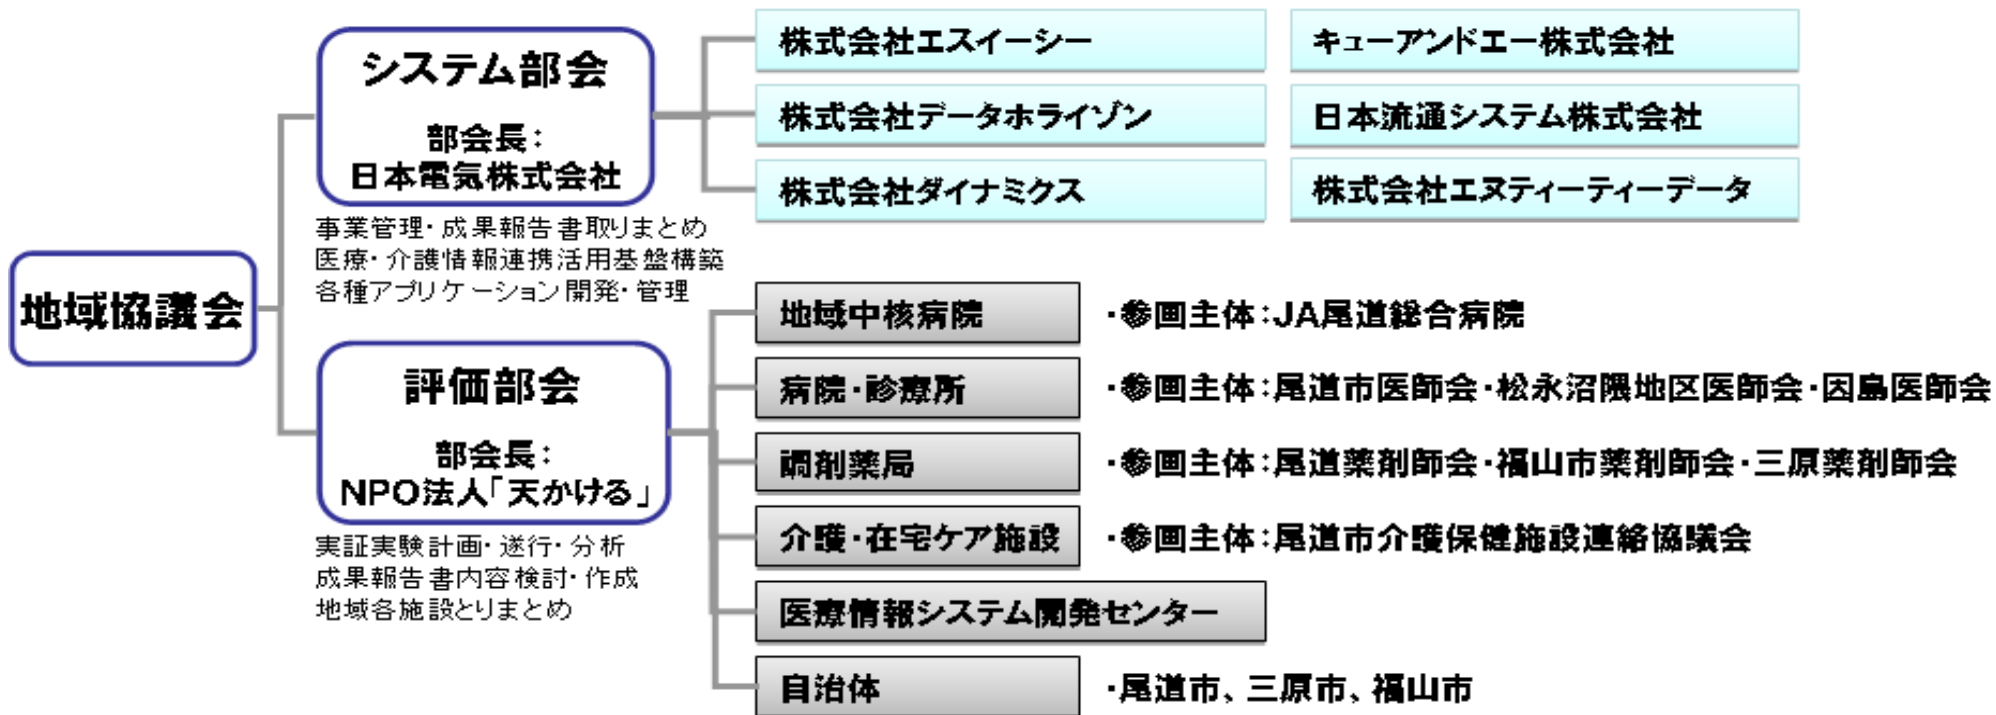 地域協議会
システム部会
部会長：
日本電気株式会社
事業管理・成果報告書取りまとめ
医療・介護情報連携活用基盤構築
各種アプリケーション開発・管理
株式会社エスイーシー
キューアンドエー株式会社
株式会社データホライゾン
日本流通システム株式会社
株式会社ダイナミクス
株式会社エヌティーティーデータ
評価部会
部会長：
NPO法人「天かける」
実証実験計画・遂行・分析
成果報告書内容検討・作成
地域各施設とりまとめ
地域中核病院
・参画主体：JA尾道総合病院
病院・診療所
・参画主体：尾道市医師会・松永沼隈地区医師会・因島医師会
調剤薬局
・参画主体：尾道薬剤師会・福山市薬剤師会・三原薬剤師会
介護・在宅ケア施設
・参画主体：尾道市介護保健施設連絡協議会
医療情報システム開発センター
自治体
・尾道市、三原市、福山市